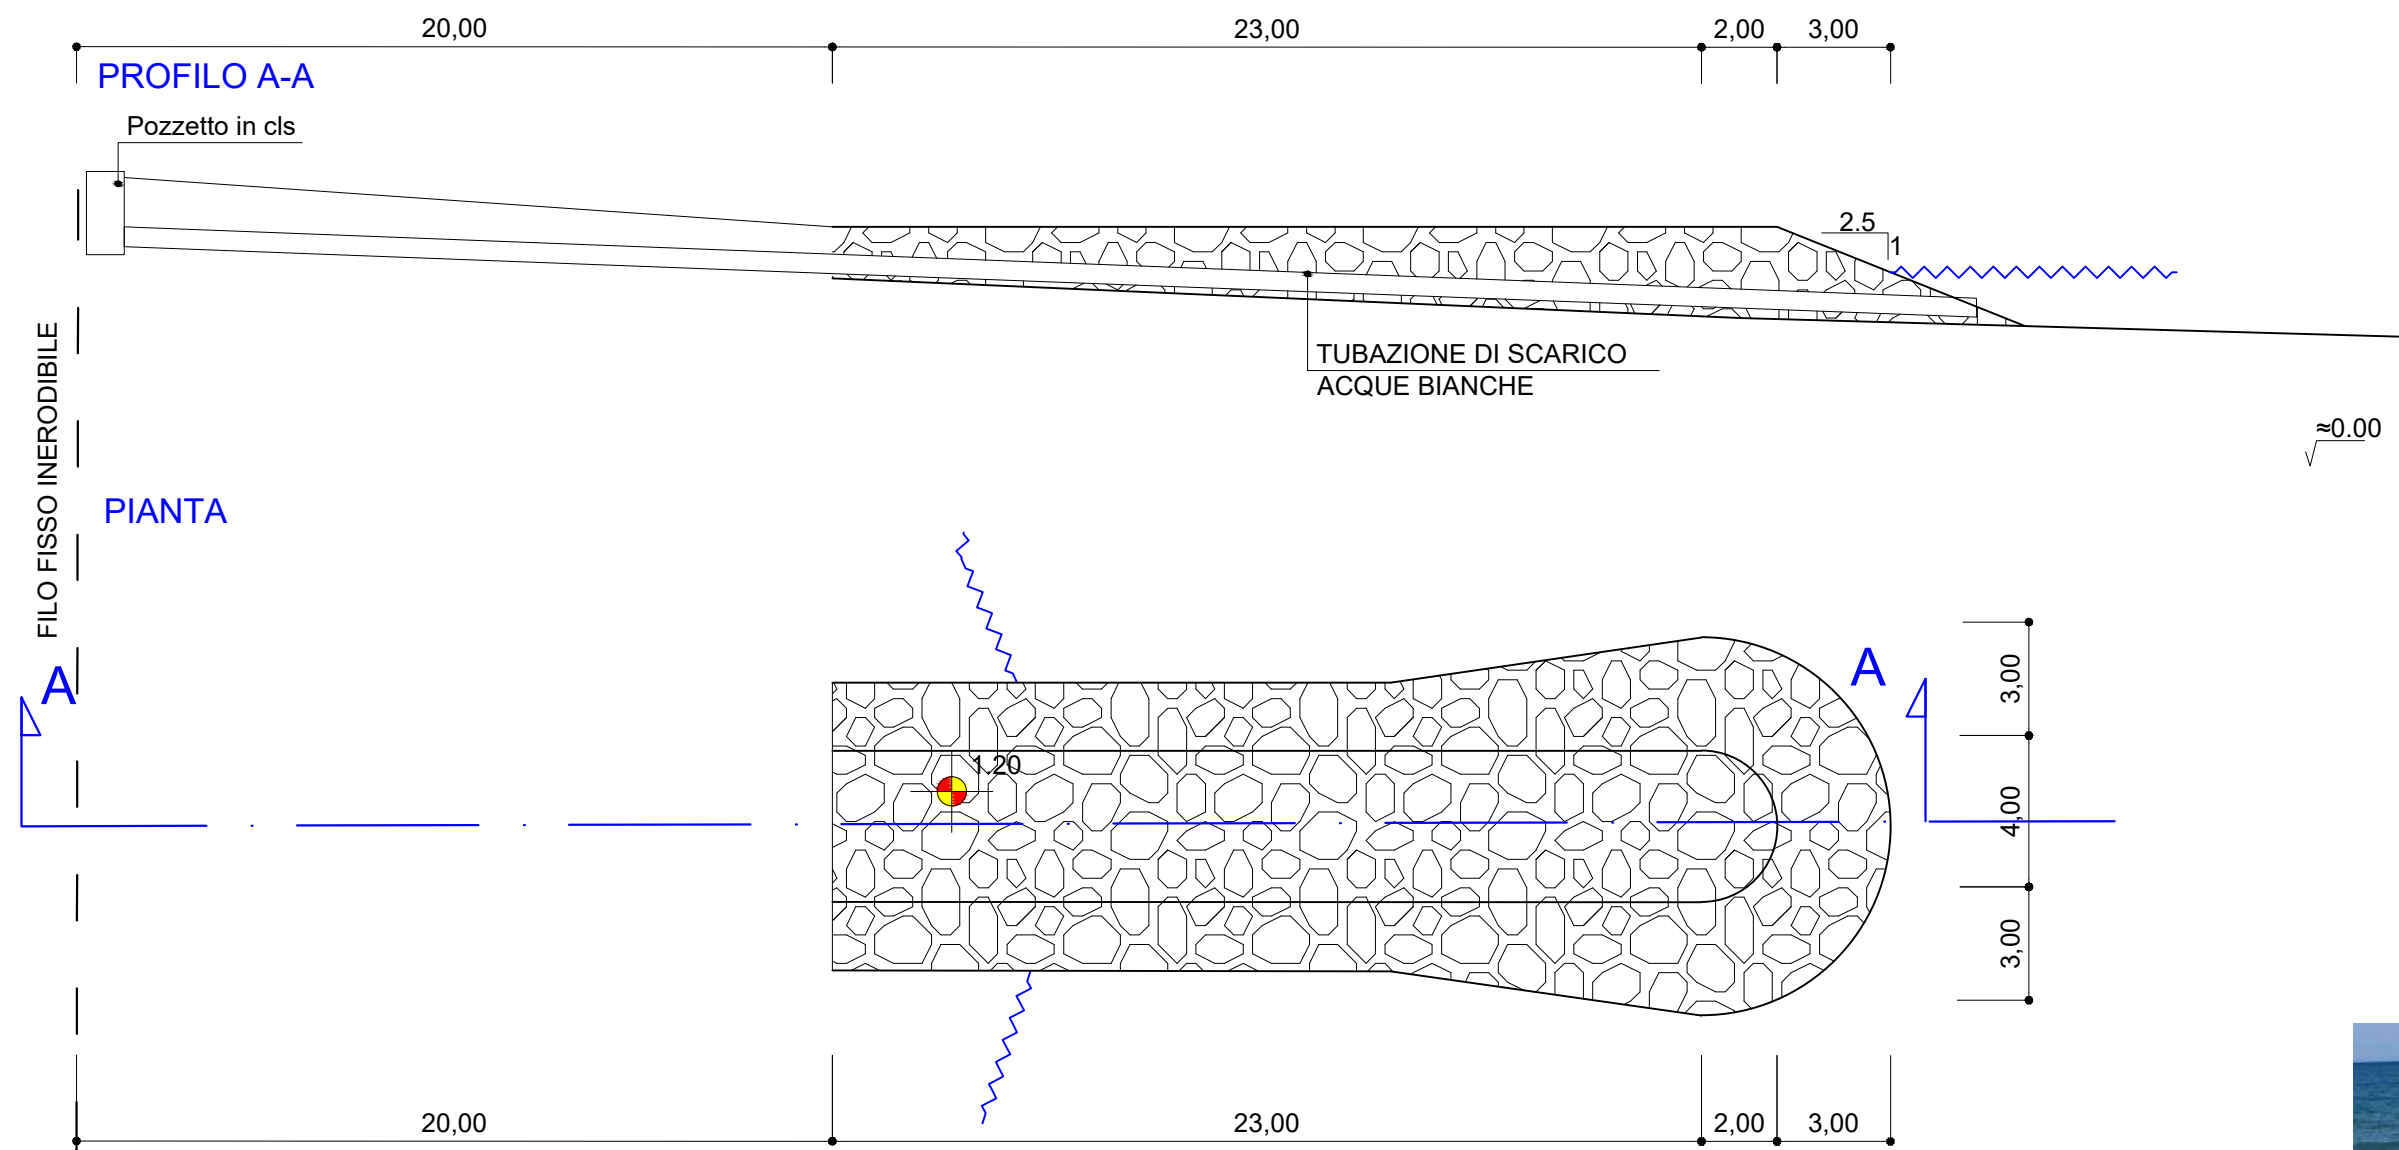 20,00
23,00
2,00
3,00
PROFILO A-A
Pozzetto in cls
2.5
1
TUBAZIONE DI SCARICO
ACQUE BIANCHE
≈0.00
FILO FISSO INERODIBILE
PIANTA
A
A
1.20
3,00
4,00
3,00
20,00
23,00
2,00
3,00